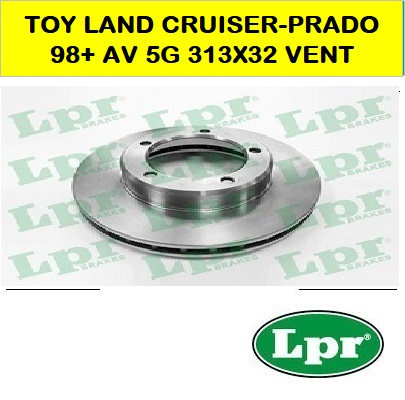 TOY LAND CRUISER-PRADO
98+ AV 5G 313X32 VENT
Lpr BRAKES Lpr BRAKES Lpr BRAKES
Lpr BRAKES Lpr BRAKES Lpr BRAKES
Lpr BRAKES Lpr BRAKES Lpr BRAKES
Lpr®